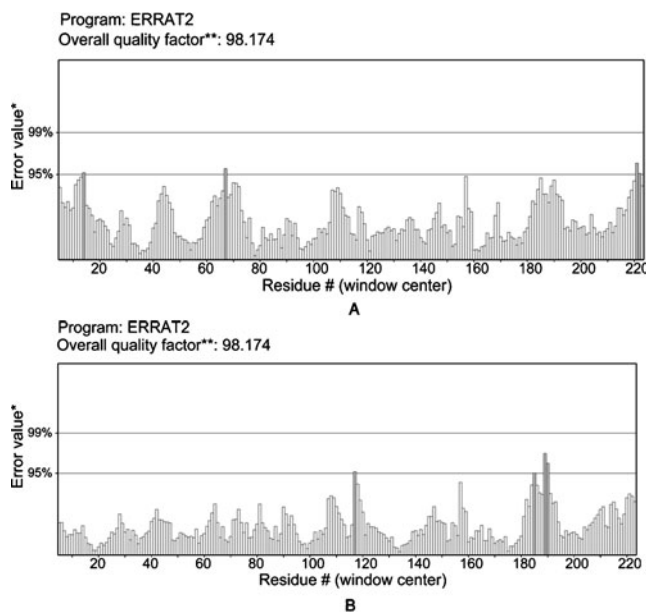 Program: ERRAT2
Overall quality factor**: 98.174
Error value*
99%
95%
20 40 60 80 100 120 140 160 180 200 220
Residue # (window center)
A
Program: ERRAT2
Overall quality factor**: 98.174
Error value*
99%
95%
20 40 60 80 100 120 140 160 180 200 220
Residue # (window center)
B